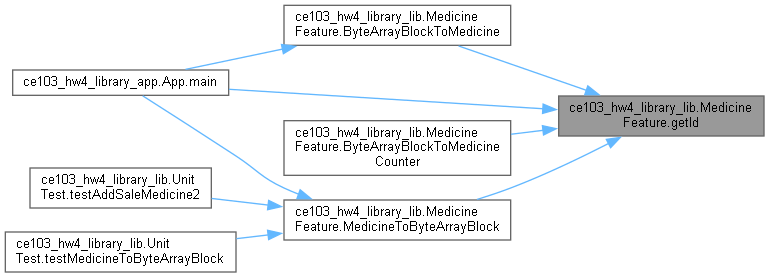 ce103_hw4_library_lib.Medicine
Feature.ByteArrayBlockToMedicine
ce103_hw4_library_app.App.main
ce103_hw4_library_lib.Medicine
Feature.getId
ce103_hw4_library_lib.Medicine
Feature.ByteArrayBlockToMedicine
Counter
ce103_hw4_library_lib.Unit
Test.testAddSaleMedicine2
ce103_hw4_library_lib.Medicine
Feature.MedicineToByteArrayBlock
ce103_hw4_library_lib.Unit
Test.testMedicineToByteArrayBlock